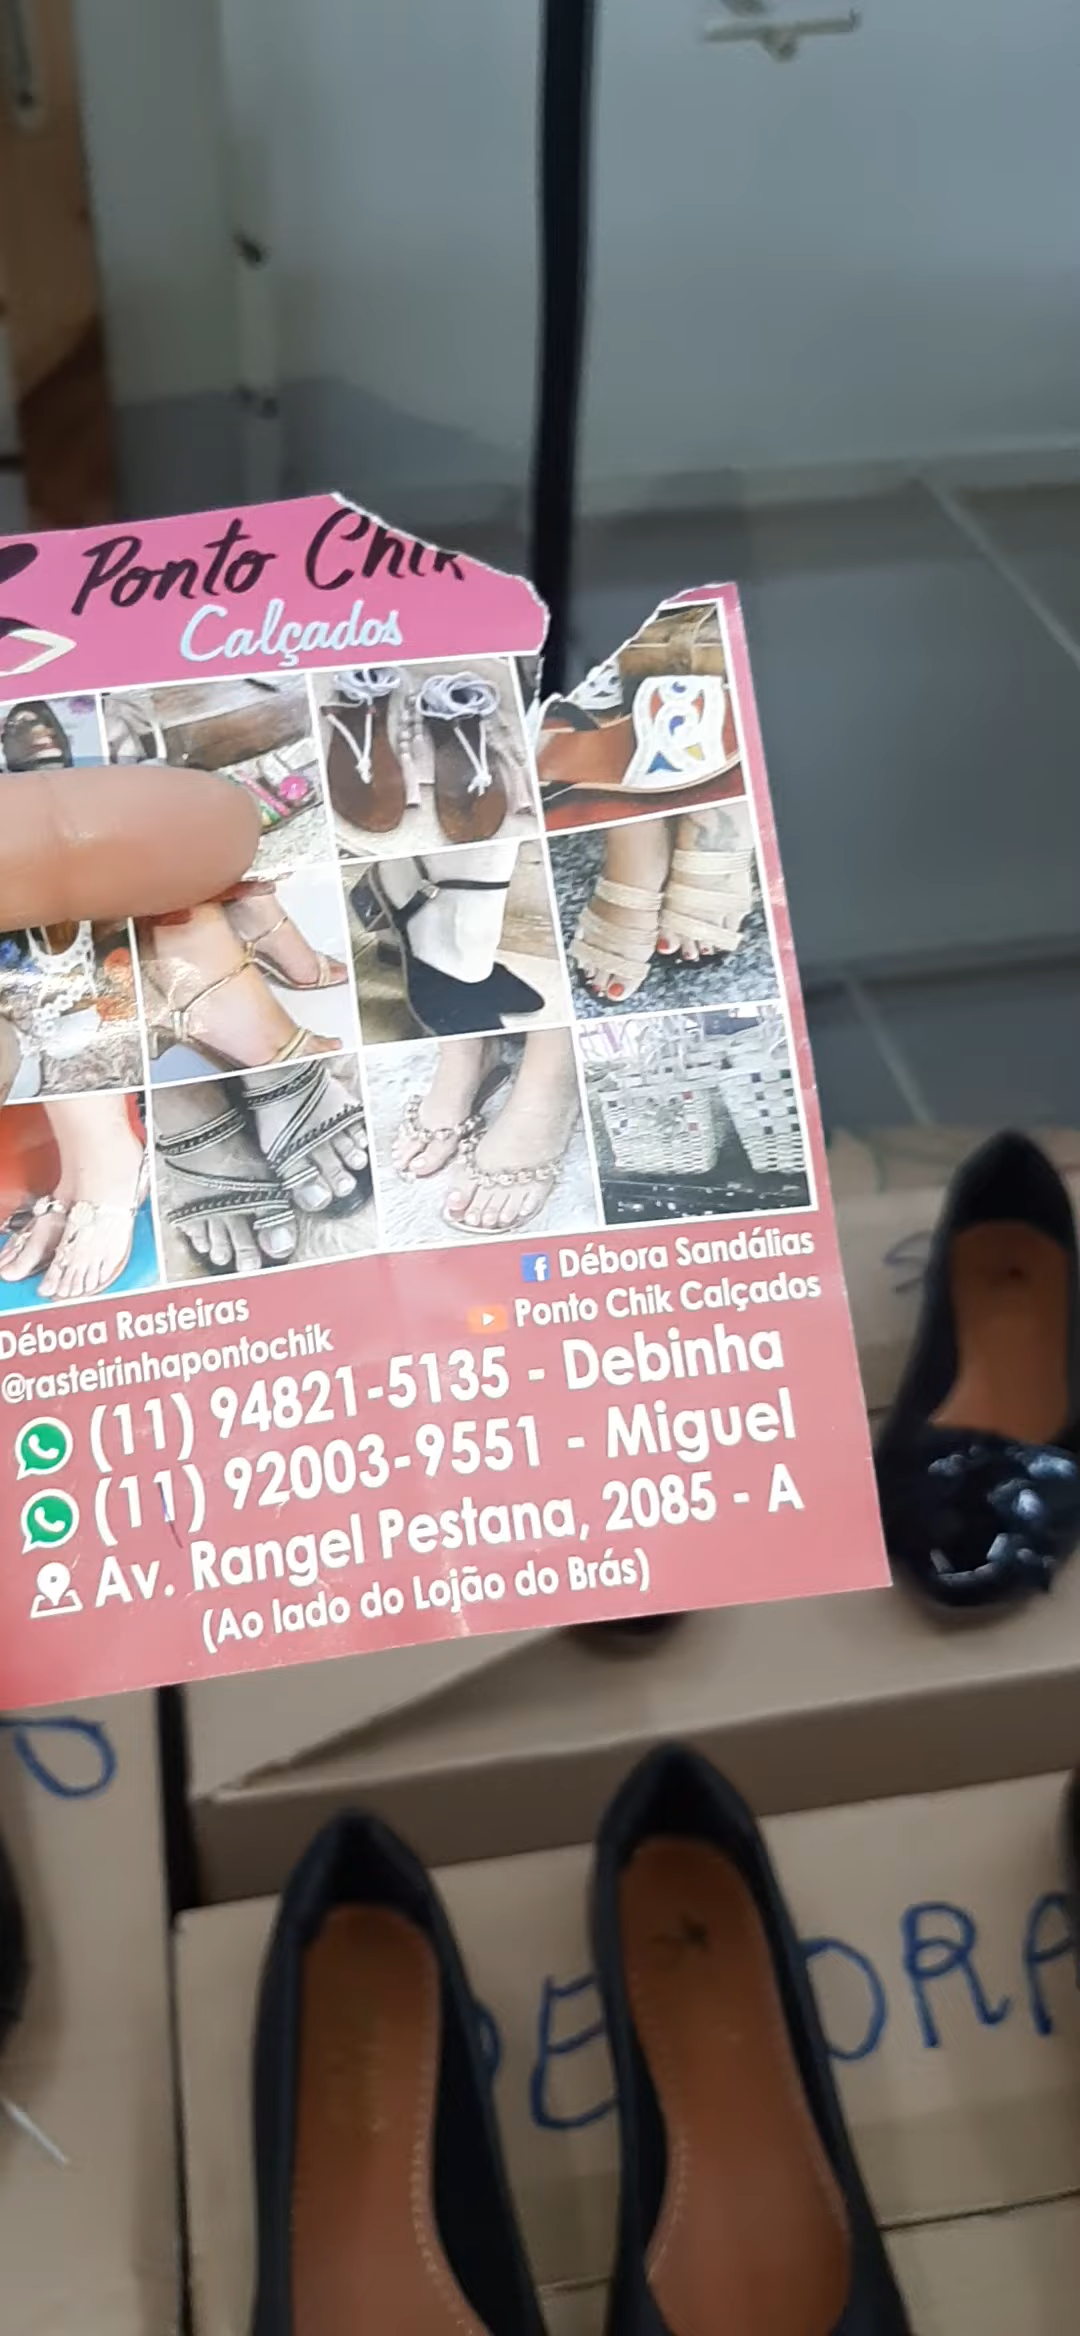 Ponto Chik
Calçados
Débora Rasteiras
@rasteirinhapontochik
Débora Sandálias
Ponto Chik Calçados
(11) 94821-5135 - Debinha
(11) 92003-9551 - Miguel
Av. Rangel Pestana, 2085 - A
(Ao lado do Lojão do Brás)